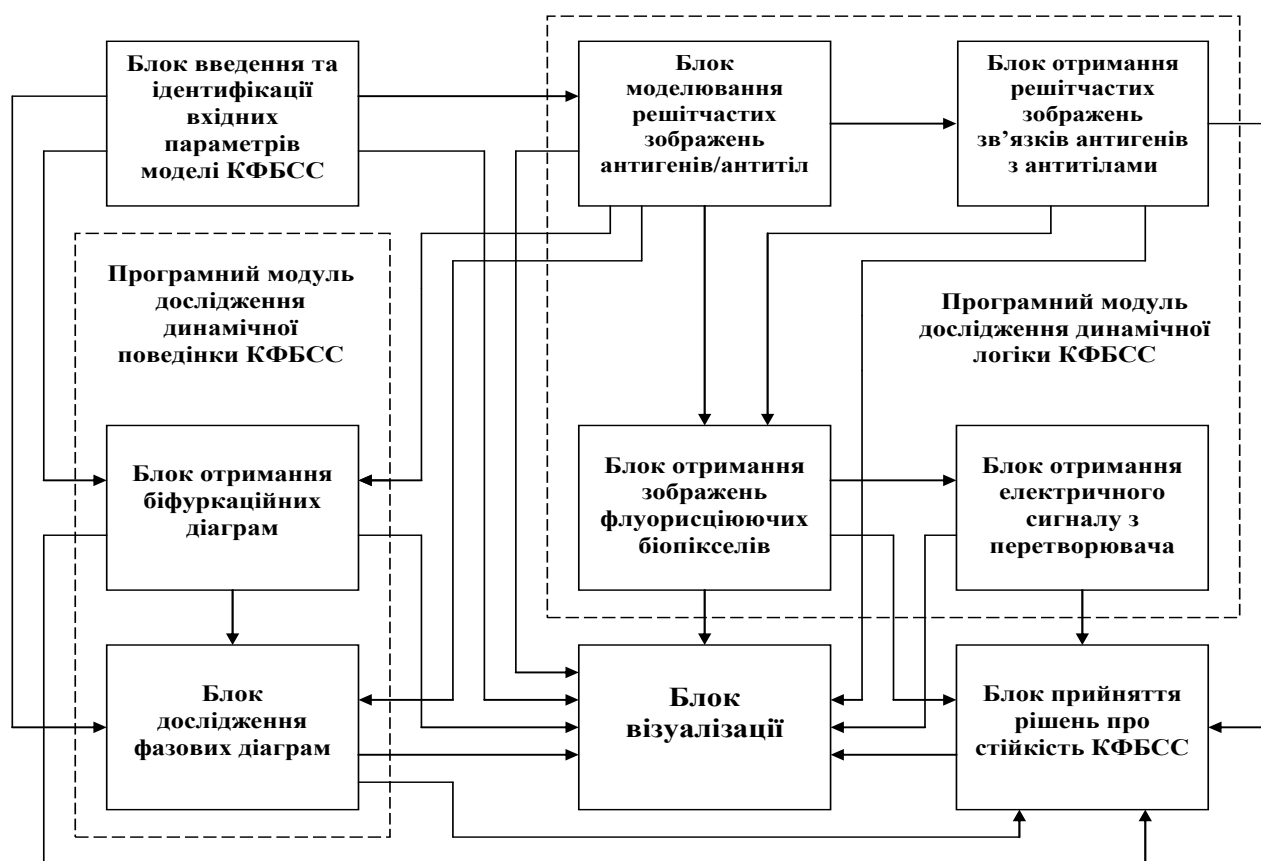 Блок введення та
ідентифікації
вхідних
параметрів
моделі КФБСС
Блок
моделювання
решітчастих
зображень
антигенів/антитіл
Блок отримання
решітчастих
зображень
зв’язків антигенів
з антитілами
Програмний модуль
дослідження
динамічної
поведінки КФБСС
Програмний модуль
дослідження динамічної
логіки КФБСС
Блок отримання
біфуркаційних
діаграм
Блок отримання
зображень
флуорисціюючих
біопікселів
Блок отримання
електричного
сигналу з
перетворювача
Блок
дослідження
фазових діаграм
Блок
візуалізації
Блок прийняття
рішень про
стійкість КФБСС